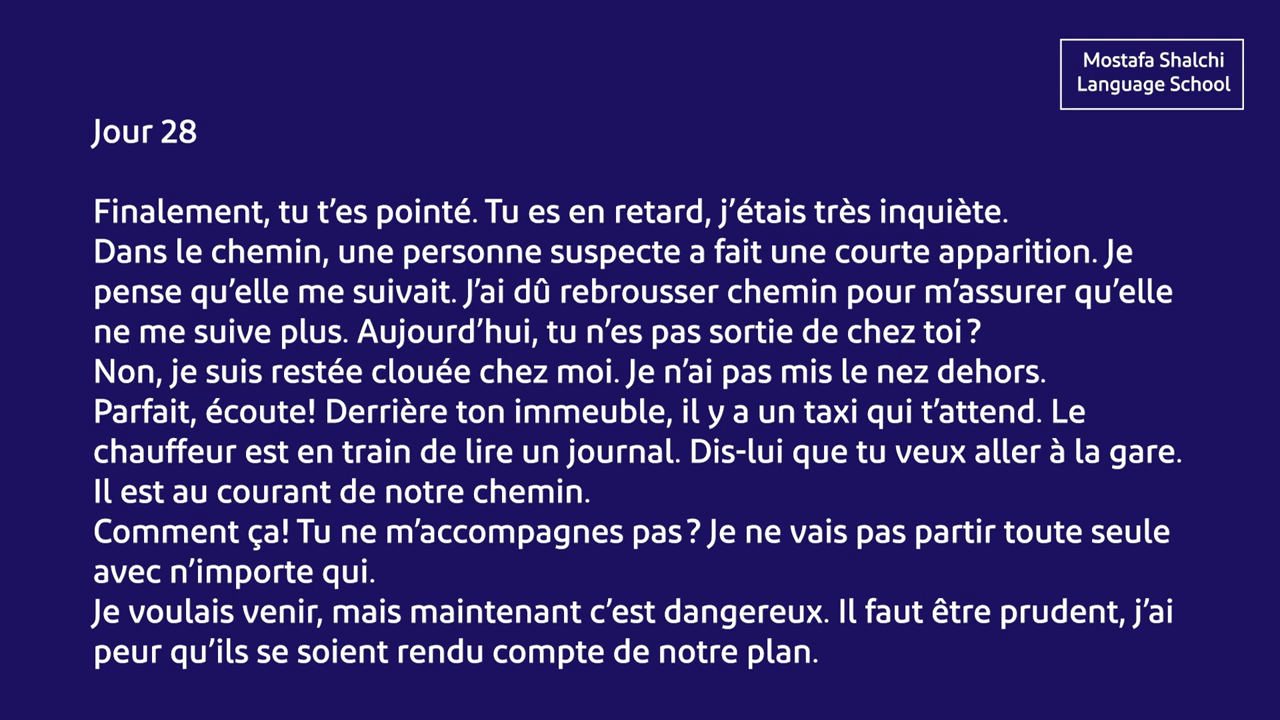 Mostafa Shalchi
Language School
Jour 28
Finalement, tu t’es pointé. Tu es en retard, j’étais très inquiète.
Dans le chemin, une personne suspecte a fait une courte apparition. Je
pense qu’elle me suivait. J’ai dû rebrousser chemin pour m’assurer qu’elle
ne me suive plus. Aujourd’hui, tu n’es pas sortie de chez toi ?
Non, je suis restée clouée chez moi. Je n’ai pas mis le nez dehors.
Parfait, écoute! Derrière ton immeuble, il y a un taxi qui t’attend. Le
chauffeur est en train de lire un journal. Dis-lui que tu veux aller à la gare.
Il est au courant de notre chemin.
Comment ça! Tu ne m’accompagnes pas ? Je ne vais pas partir toute seule
avec n’importe qui.
Je voulais venir, mais maintenant c’est dangereux. Il faut être prudent, j’ai
peur qu’ils se soient rendu compte de notre plan.